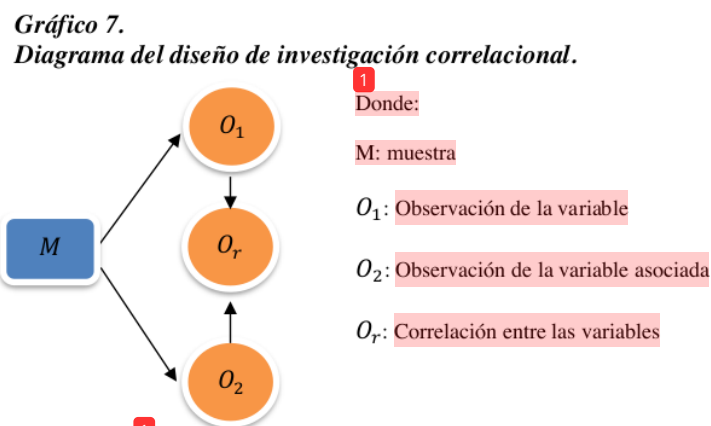 Gráfico 7.
Diagrama del diseño de investigación correlacional.
1
Donde:
M: muestra
O₁: Observación de la variable
O₂: Observación de la variable asociada
Oᵣ: Correlación entre las variables
O₁
M
Oᵣ
O₂